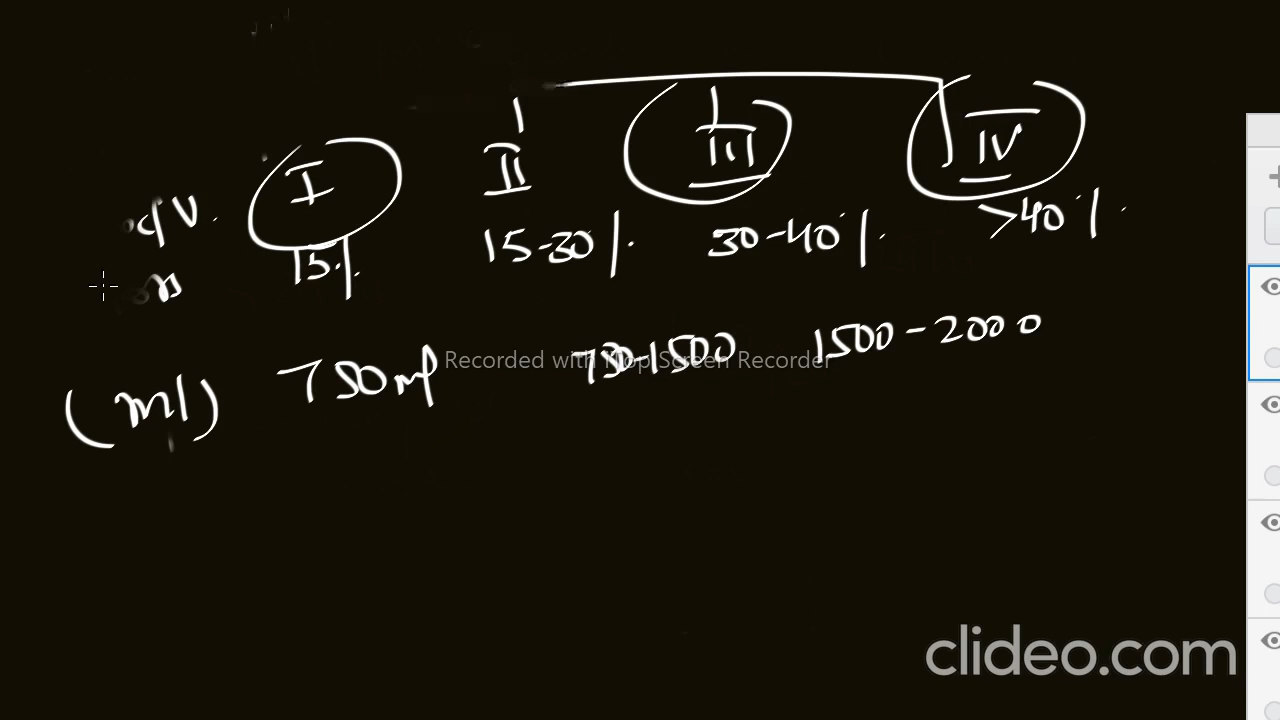 I II III IV
15% 15-30% 30-40% >40%
(ml) 750ml 750-1500 1500-2000
Recorded with iTop Screen Recorder
clideo.com